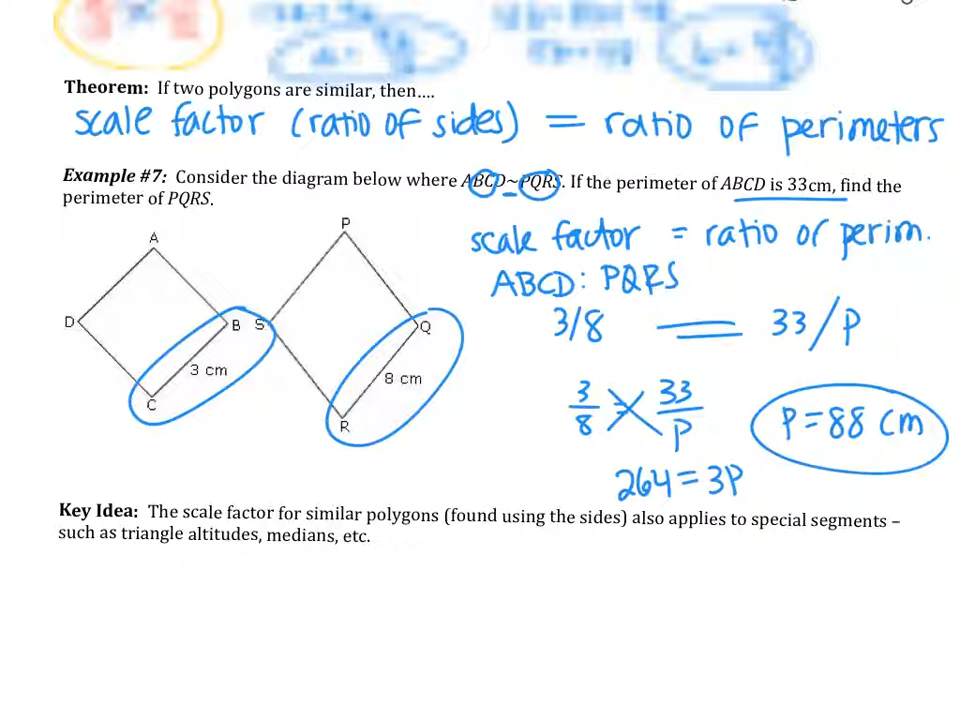 Theorem: If two polygons are similar, then....
scale factor (ratio of sides) = ratio of perimeters
Example #7: Consider the diagram below where ABCD~PQRS. If the perimeter of ABCD is 33cm, find the
perimeter of PQRS.
scale factor = ratio of perim.
ABCD: PQRS
3/8 = 33/P
A
D
B
3 cm
C
P
S
Q
8 cm
R
3/8 = 33/P
264=3P
P=88 cm
Key Idea: The scale factor for similar polygons (found using the sides) also applies to special segments –
such as triangle altitudes, medians, etc.